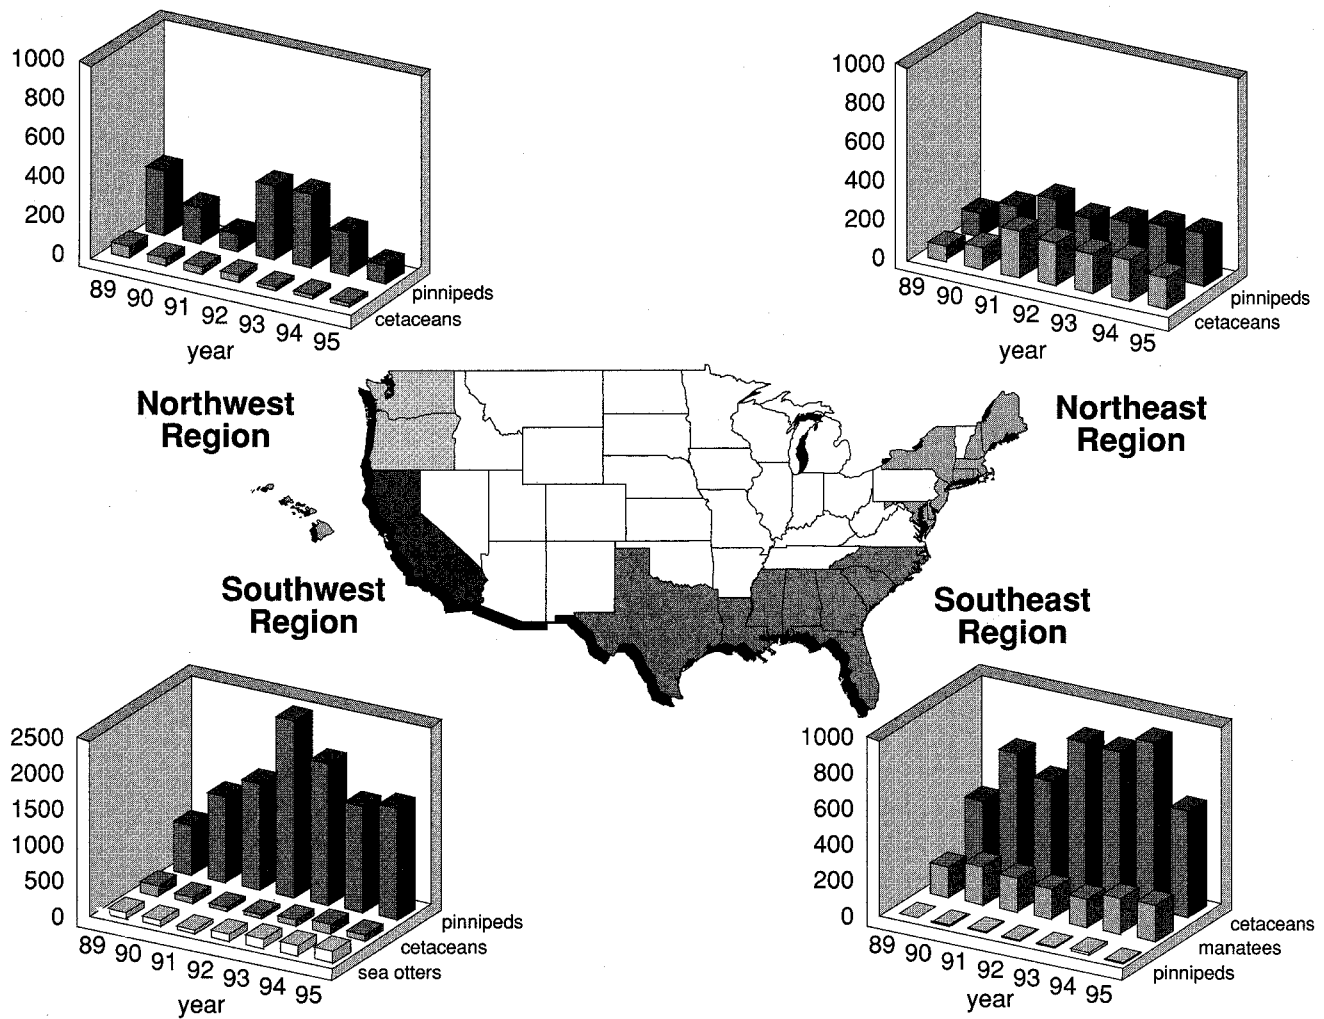 1000
800
600
400
200
0
89 90 91 92 93 94 95
year
pinnipeds
cetaceans
1000
800
600
400
200
0
89 90 91 92 93 94 95
year
pinnipeds
cetaceans
Northwest
Region
Northeast
Region
Southwest
Region
Southeast
Region
2500
2000
1500
1000
500
0
89 90 91 92 93 94 95
year
pinnipeds
cetaceans
sea otters
1000
800
600
400
200
0
89 90 91 92 93 94 95
year
cetaceans
manatees
pinnipeds